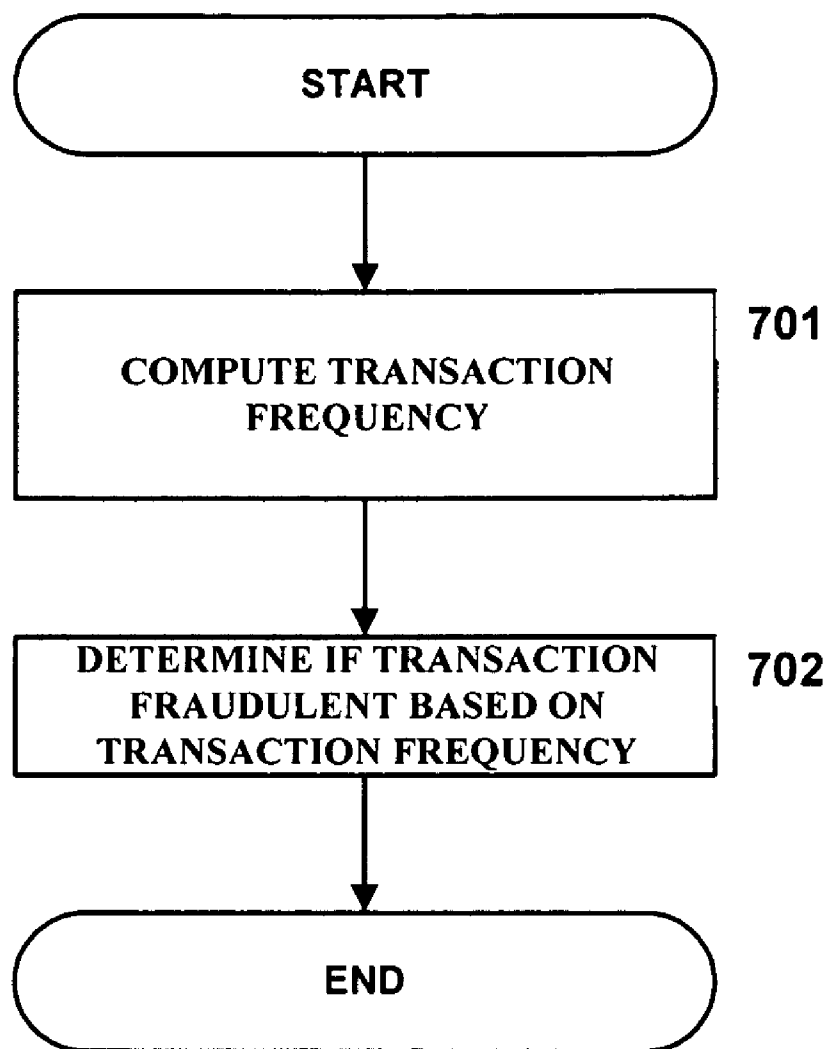 START
701
COMPUTE TRANSACTION
FREQUENCY
702
DETERMINE IF TRANSACTION
FRAUDULENT BASED ON
TRANSACTION FREQUENCY
END